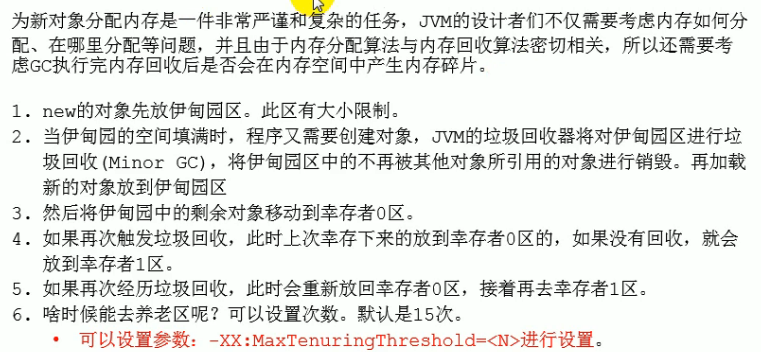 为新对象分配内存是一件非常严谨和复杂的任务，JVM的设计者们不仅需要考虑内存如何分
配、在哪里分配等问题，并且由于内存分配算法与内存回收算法密切相关，所以还需要考
虑GC执行完内存回收后是否会在内存空间中产生内存碎片。
1. new的对象先放伊甸园区。此区有大小限制。
2. 当伊甸园的空间填满时，程序又需要创建对象，JVM的垃圾回收器将对伊甸园区进行垃
圾回收(Minor GC)，将伊甸园区中的不再被其他对象所引用的对象进行销毁。再加载
新的对象放到伊甸园区
3. 然后将伊甸园中的剩余对象移动到幸存者0区。
4. 如果再次触发垃圾回收，此时上次幸存下来的放到幸存者0区的，如果没有回收，就会
放到幸存者1区。
5. 如果再次经历垃圾回收，此时会重新放回幸存者0区，接着再去幸存者1区。
6. 啥时候能去养老区呢？可以设置次数。默认是15次。
• 可以设置参数：-XX:MaxTenuringThreshold=<N>进行设置。